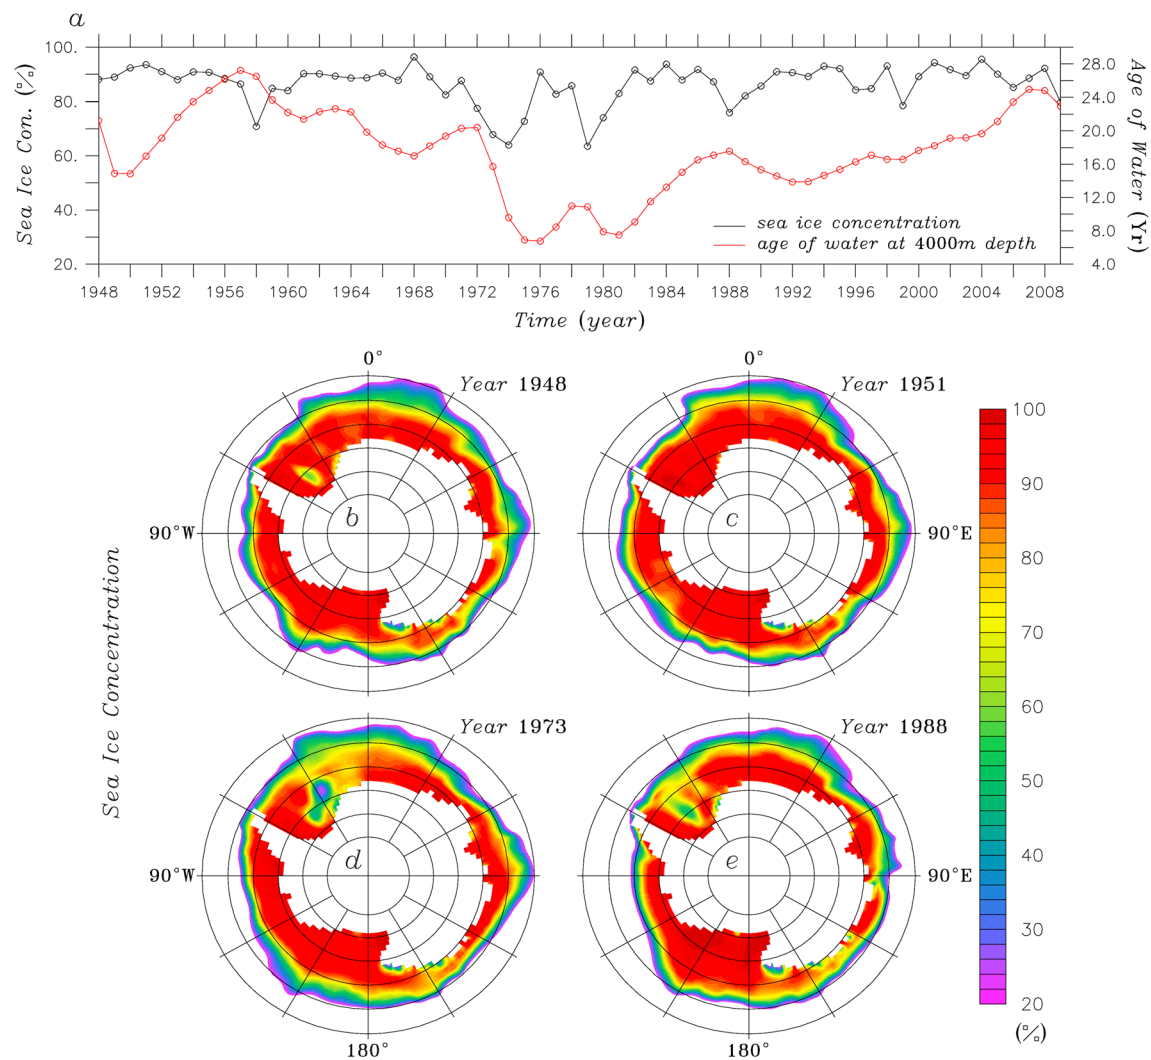 a
100.
80.
60.
40.
20.
Sea Ice Con. (%)
28.0
24.0
20.0
16.0
12.0
8.0
4.0
Age of Water (Yr)
sea ice concentration
age of water at 4000m depth
1948 1952 1956 1960 1964 1968 1972 1976 1980 1984 1988 1992 1996 2000 2004 2008
Time (year)
0° 0°
Year 1948 Year 1951
b c
90°W 90°E
Year 1973 Year 1988
d e
90°W 90°E
180° 180°
Sea Ice Concentration
100
90
80
70
60
50
40
30
20
(%)